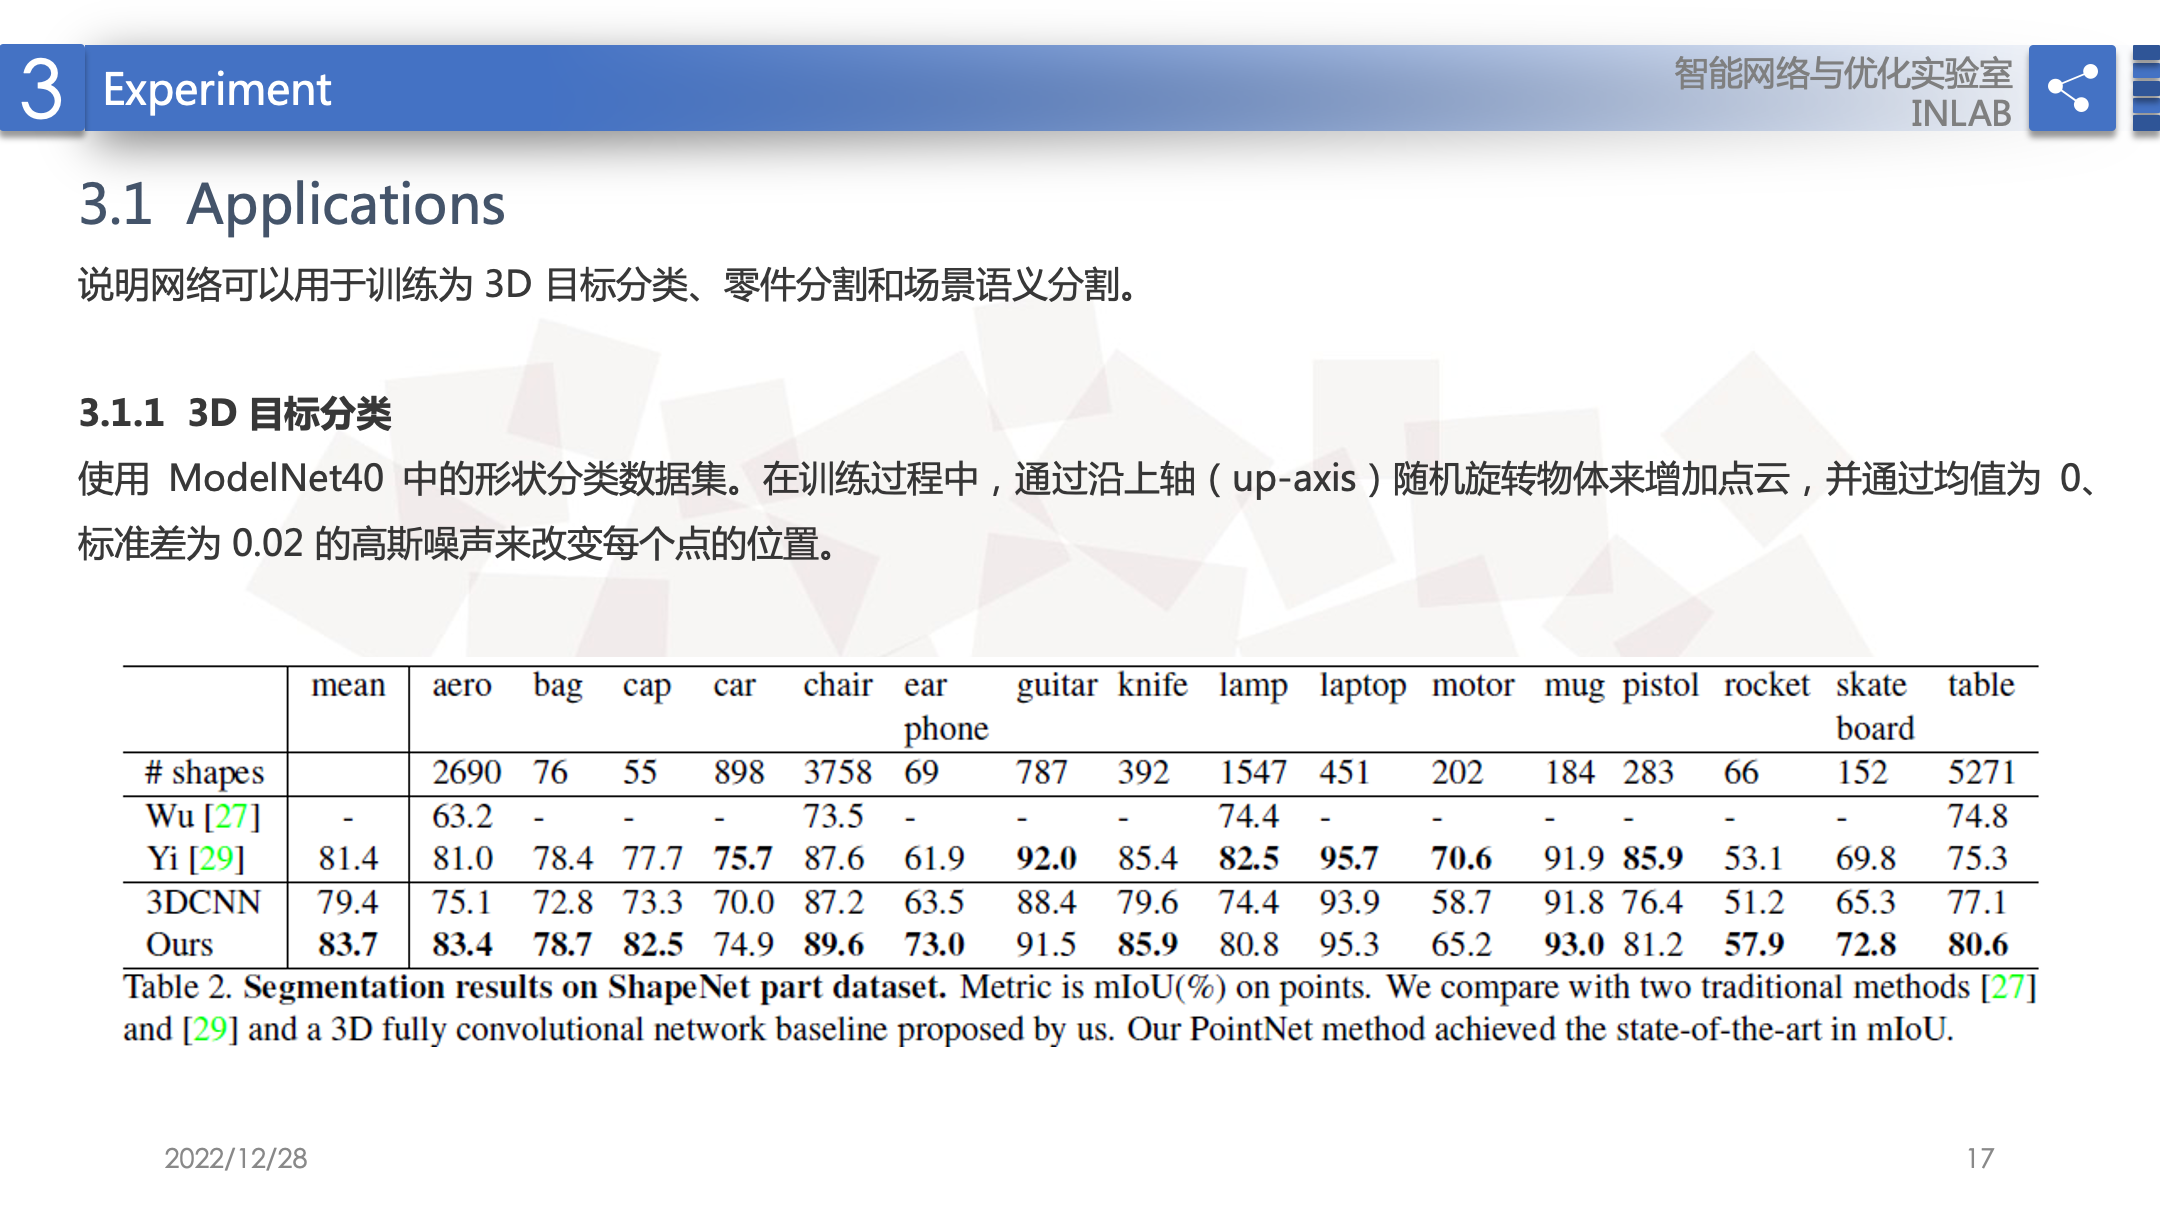 3 Experiment
智能网络与优化实验室
INLAB
3.1 Applications
说明网络可以用于训练为 3D 目标分类、零件分割和场景语义分割。
3.1.1 3D 目标分类
使用 ModelNet40 中的形状分类数据集。在训练过程中，通过沿上轴（up-axis）随机旋转物体来增加点云，并通过均值为 0、
标准差为 0.02 的高斯噪声来改变每个点的位置。
mean aero bag cap car chair ear guitar knife lamp laptop motor mug pistol rocket skate table
phone board
# shapes 2690 76 55 898 3758 69 787 392 1547 451 202 184 283 66 152 5271
Wu [27] - 63.2 - - - 73.5 - - - 74.4 - - - - - - 74.8
Yi [29] 81.4 81.0 78.4 77.7 75.7 87.6 61.9 92.0 85.4 82.5 95.7 70.6 91.9 85.9 53.1 69.8 75.3
3DCNN 79.4 75.1 72.8 73.3 70.0 87.2 63.5 88.4 79.6 74.4 93.9 58.7 91.8 76.4 51.2 65.3 77.1
Ours 83.7 83.4 78.7 82.5 74.9 89.6 73.0 91.5 85.9 80.8 95.3 65.2 93.0 81.2 57.9 72.8 80.6
Table 2. Segmentation results on ShapeNet part dataset. Metric is mIoU(%) on points. We compare with two traditional methods [27]
and [29] and a 3D fully convolutional network baseline proposed by us. Our PointNet method achieved the state-of-the-art in mIoU.
2022/12/28
17